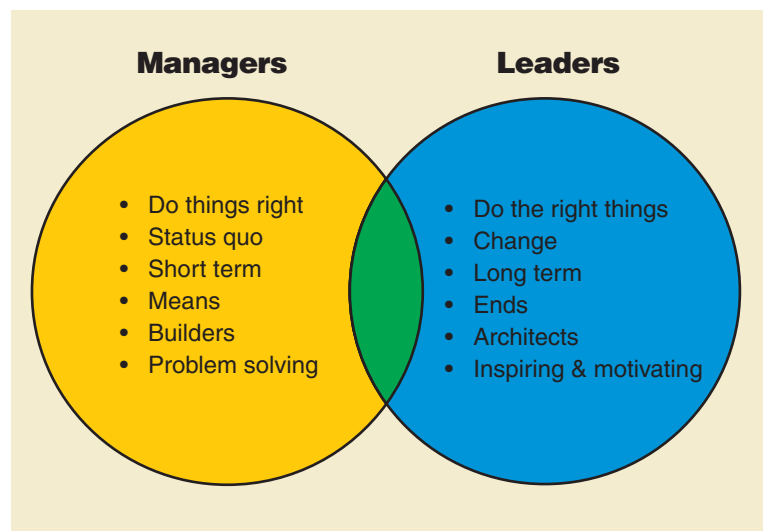 Managers
Leaders
• Do things right
• Status quo
• Short term
• Means
• Builders
• Problem solving
• Do the right things
• Change
• Long term
• Ends
• Architects
• Inspiring & motivating